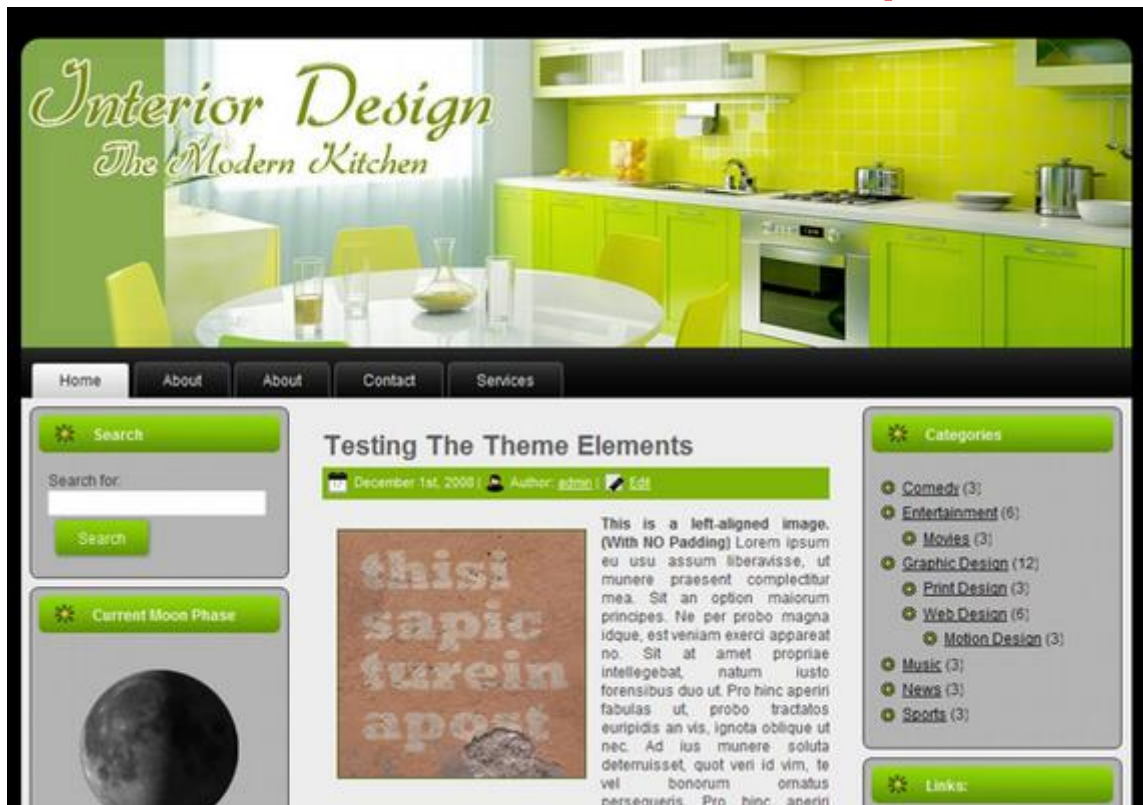 Interior Design
The Modern Kitchen
Home About About Contact Services
Search
Search for:
Search
Current Moon Phase
Testing The Theme Elements
December 1st, 2008 | Author: admin | Edit
thisi
sapic
turein
apost
This is a left-aligned image.
(With NO Padding) Lorem ipsum
eu usu assum liberavisse, ut
munere praesent complectitur
mea. Sit an option maiorum
principes. Ne per probo magna
idque, est veniam exerci appareat
no. Sit at amet propriae
intellegebat, natum iusto
forensibus duo ut. Pro hinc aperiri
fabulas ut, probo tractatos
euripidis an vis, ignota oblique ut
nec. Ad ius munere soluta
deterruisset, quot veri id vim, te
vel bonorum ornatus
persequeris. Pro hinc aperiri
Categories
Comedy (3)
Entertainment (6)
Movies (3)
Graphic Design (12)
Print Design (3)
Web Design (6)
Motion Design (3)
Music (3)
News (3)
Sports (3)
Links: